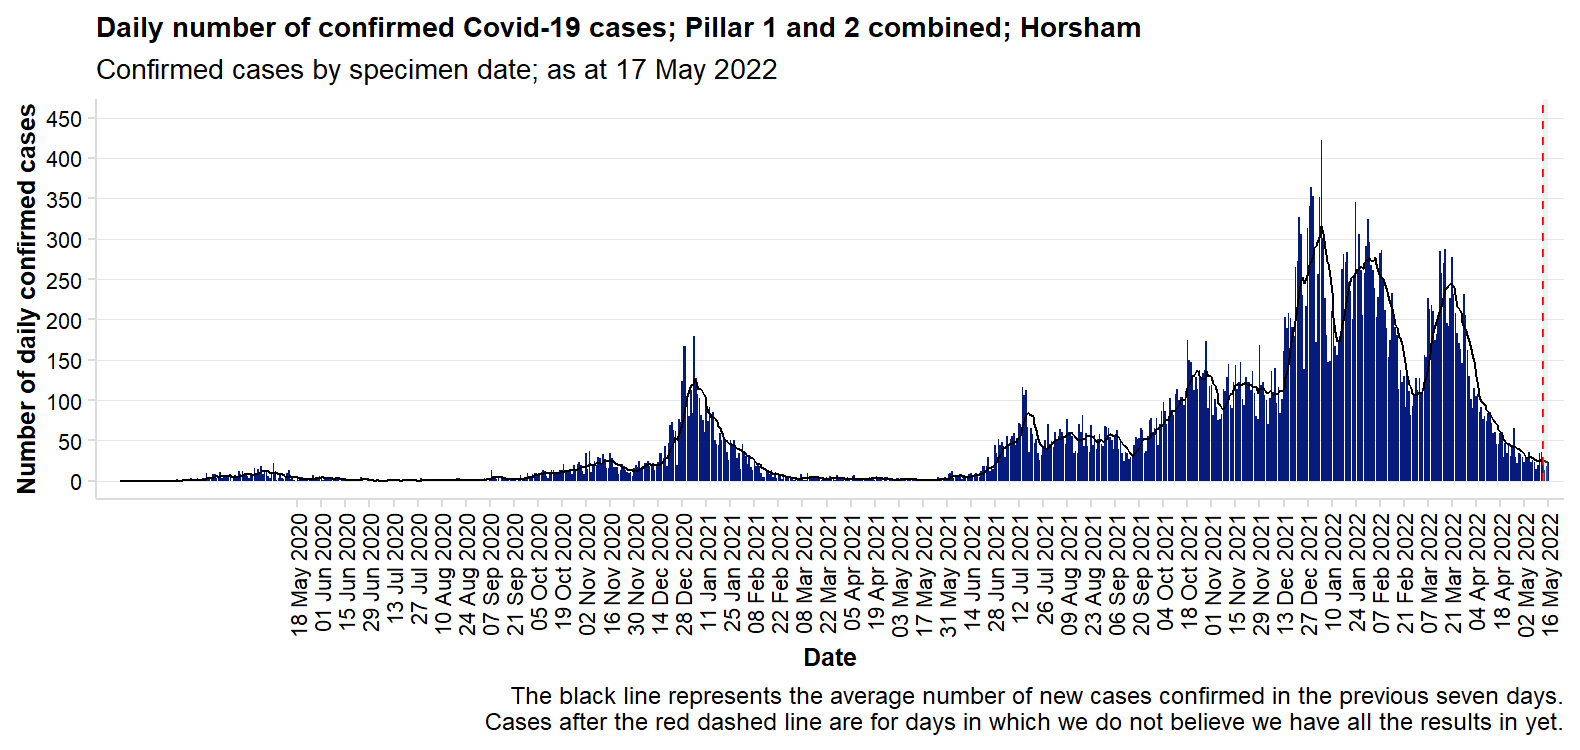 Daily number of confirmed Covid-19 cases; Pillar 1 and 2 combined; Horsham
Confirmed cases by specimen date; as at 17 May 2022
Number of daily confirmed cases
450
400
350
300
250
200
150
100
50
0
18 May 2020
01 Jun 2020
15 Jun 2020
29 Jun 2020
13 Jul 2020
27 Jul 2020
10 Aug 2020
24 Aug 2020
07 Sep 2020
21 Sep 2020
05 Oct 2020
19 Oct 2020
02 Nov 2020
16 Nov 2020
30 Nov 2020
14 Dec 2020
28 Dec 2020
11 Jan 2021
25 Jan 2021
08 Feb 2021
22 Feb 2021
08 Mar 2021
22 Mar 2021
05 Apr 2021
19 Apr 2021
03 May 2021
17 May 2021
31 May 2021
14 Jun 2021
28 Jun 2021
12 Jul 2021
26 Jul 2021
09 Aug 2021
23 Aug 2021
06 Sep 2021
20 Sep 2021
04 Oct 2021
18 Oct 2021
01 Nov 2021
15 Nov 2021
29 Nov 2021
13 Dec 2021
27 Dec 2021
10 Jan 2022
24 Jan 2022
07 Feb 2022
21 Feb 2022
07 Mar 2022
21 Mar 2022
04 Apr 2022
18 Apr 2022
02 May 2022
16 May 2022
Date
The black line represents the average number of new cases confirmed in the previous seven days.
Cases after the red dashed line are for days in which we do not believe we have all the results in yet.